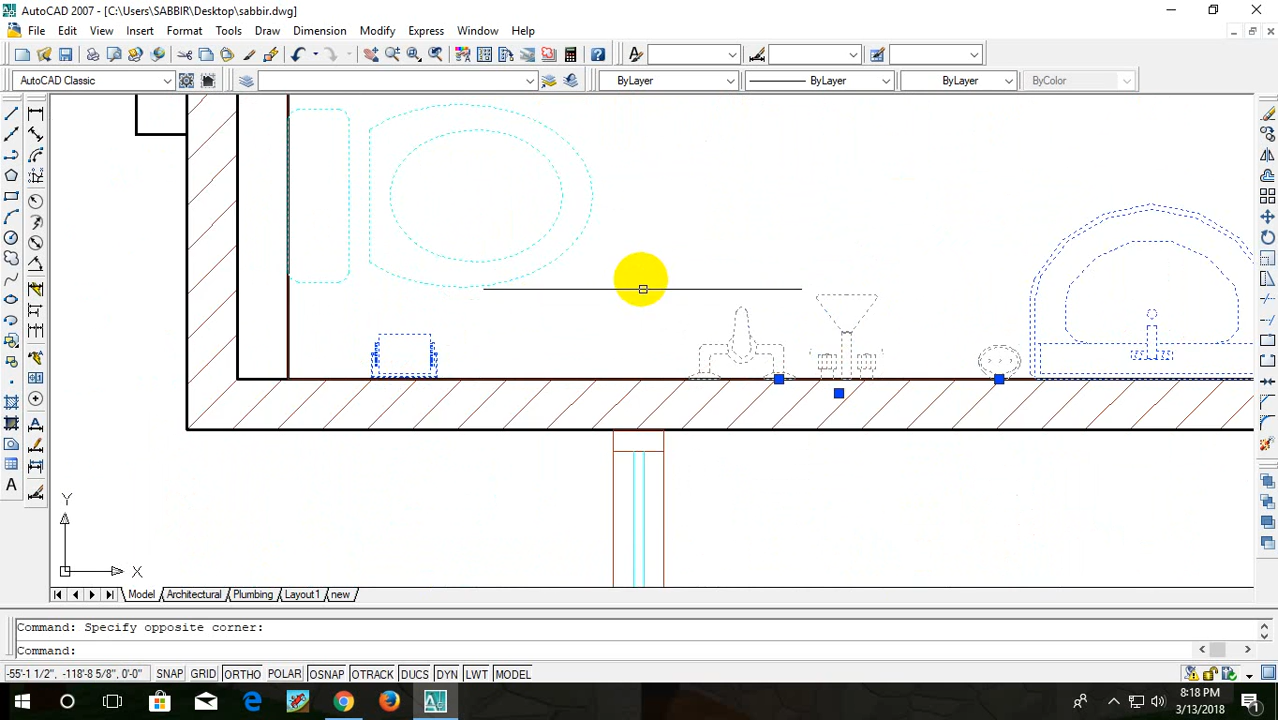 AutoCAD 2007 - [C:\Users\SABBIR\Desktop\sabbir.dwg]
File Edit View Insert Format Tools Draw Dimension Modify Express Window Help
AutoCAD Classic ByLayer ByLayer ByLayer ByColor
A
Y
X
Model Architectural Plumbing Layout1 new
Command: Specify opposite corner:
Command:
-55'-1 1/2", -118'-8 5/8", 0'-0" SNAP GRID ORTHO POLAR OSNAP OTRACK DUCS DYN LWT MODEL
8:18 PM
3/13/2018